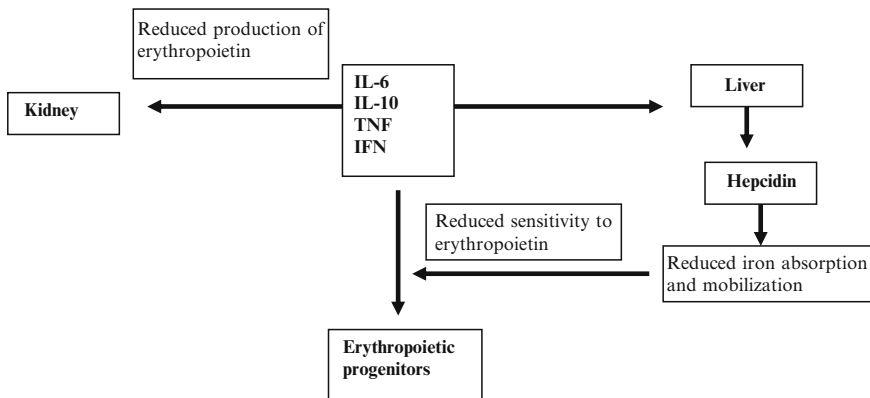 Reduced production of
erythropoietin
IL-6
IL-10
TNF
IFN
Kidney
Liver
Hepcidin
Reduced sensitivity to
erythropoietin
Reduced iron absorption
and mobilization
Erythropoietic
progenitors